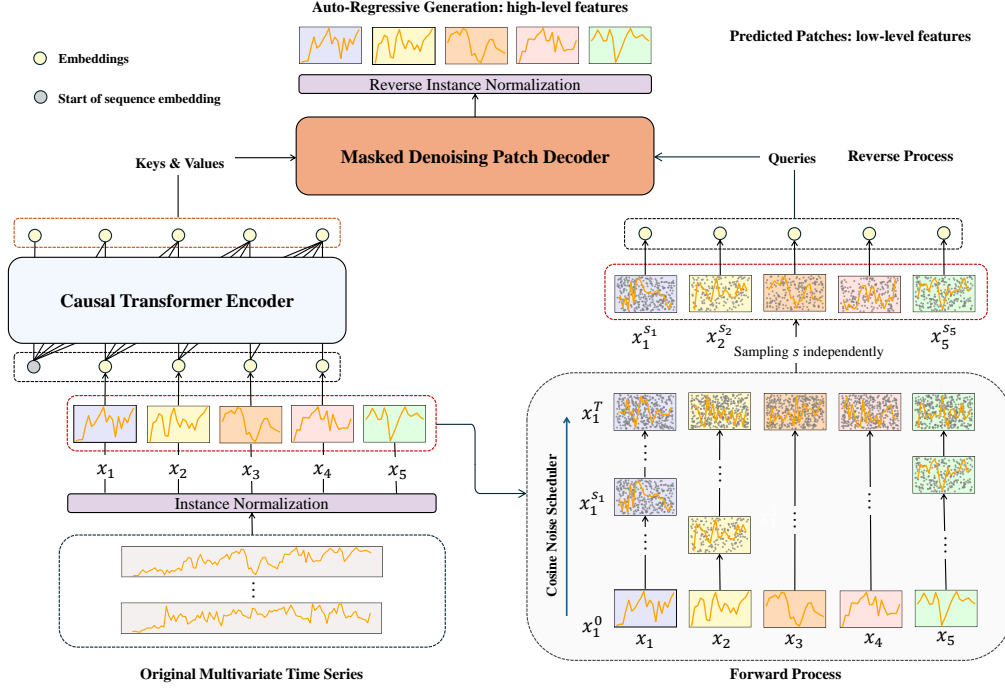 Auto-Regressive Generation: high-level features
Predicted Patches: low-level features
Embeddings
Start of sequence embedding
Reverse Instance Normalization
Masked Denoising Patch Decoder
Keys & Values
Queries
Reverse Process
Causal Transformer Encoder
x_1^{s_1}
x_2^{s_2}
x_5^{s_5}
Sampling s independently
x_1
x_2
x_3
x_4
x_5
Instance Normalization
x_1^T
x_1^{s_1}
x_1^0
Cosine Noise Scheduler
x_1
x_2
x_3
x_4
x_5
Original Multivariate Time Series
Forward Process